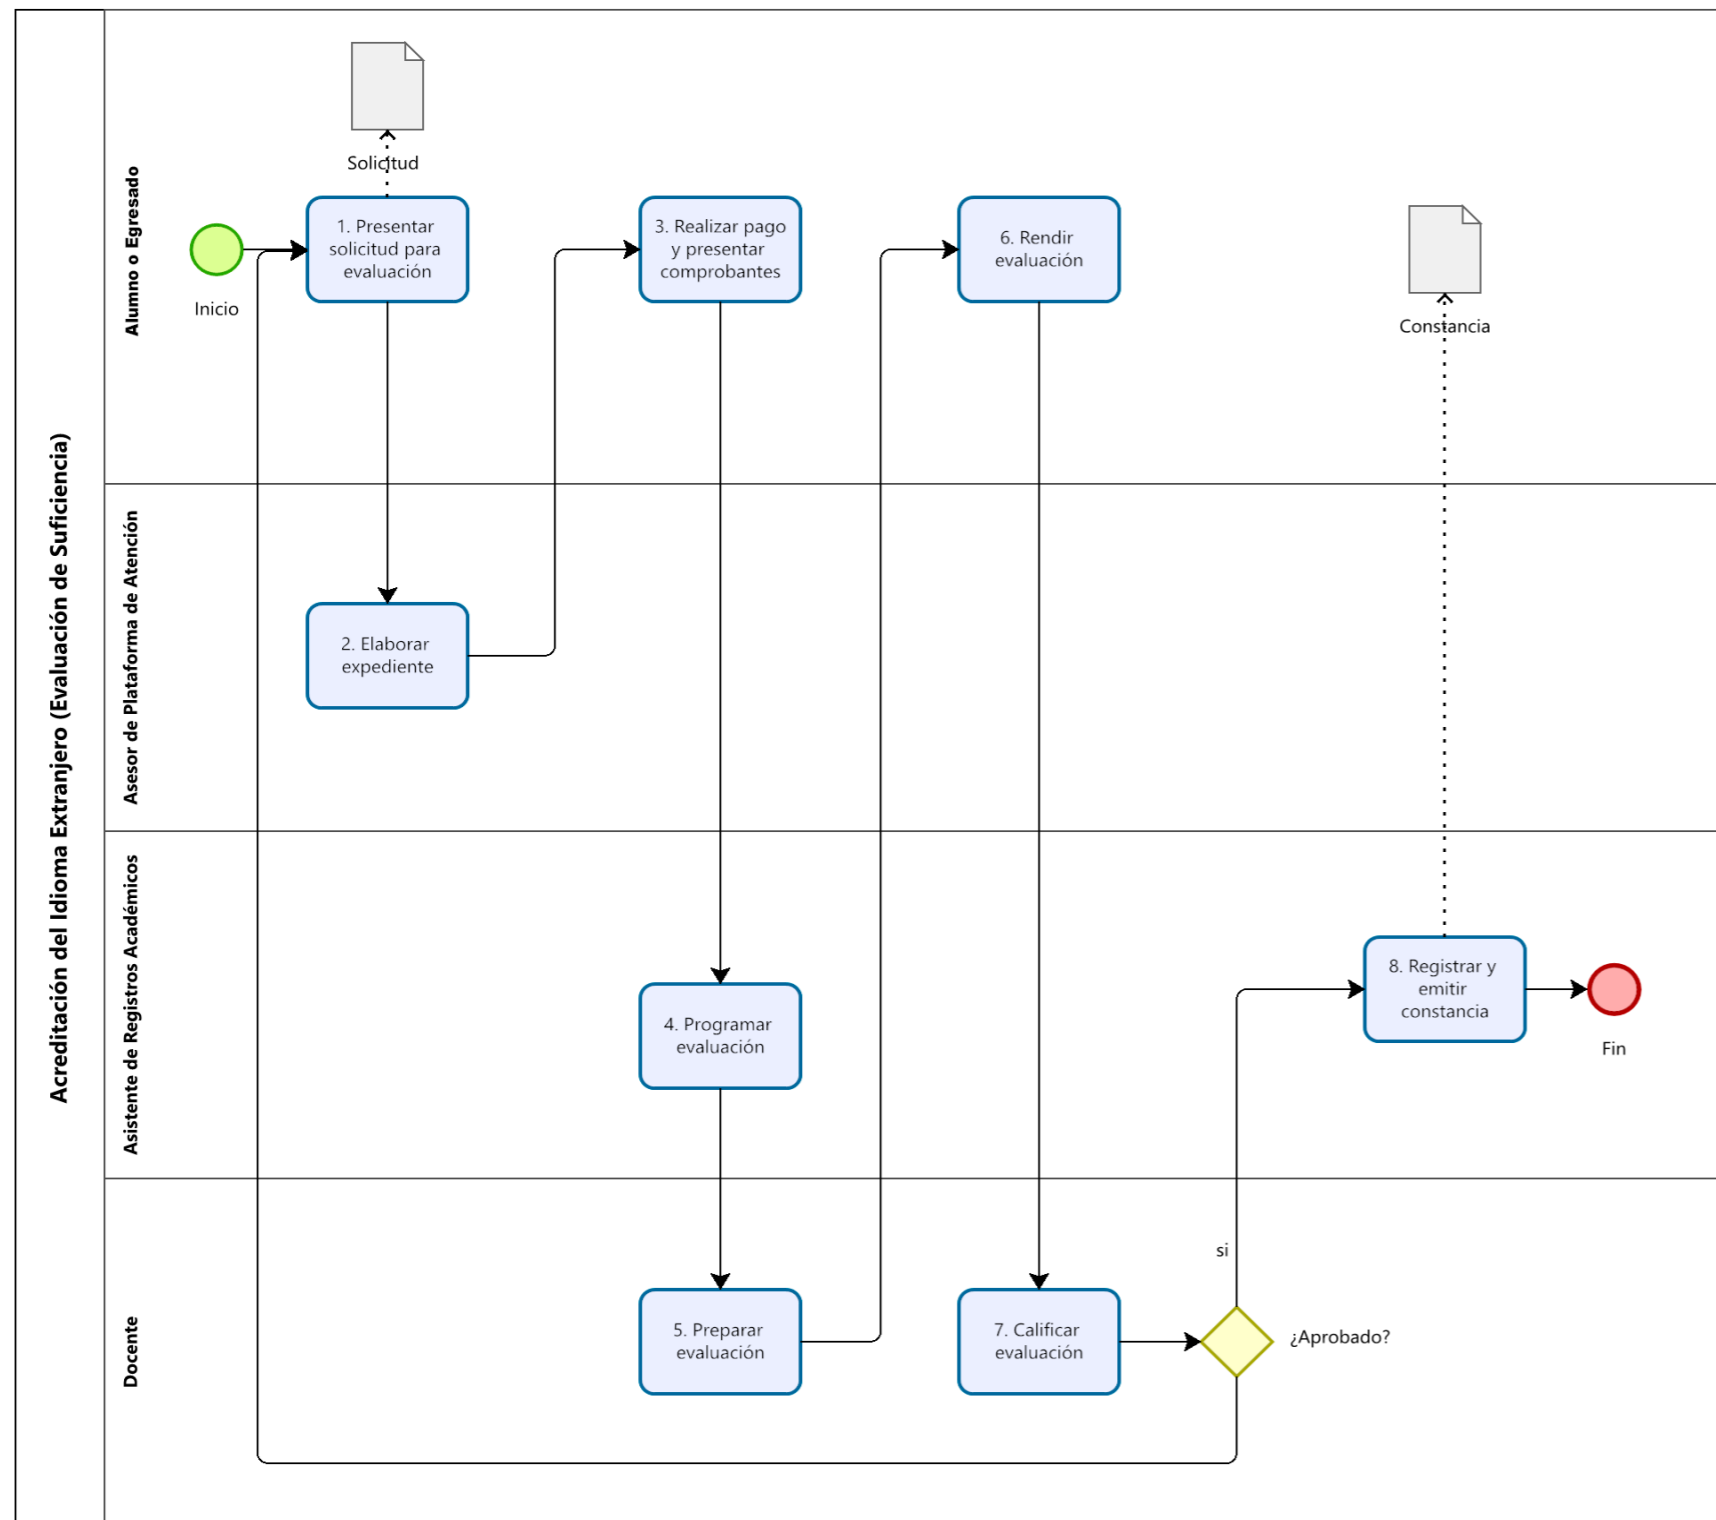 Acreditación del Idioma Extranjero (Evaluación de Suficiencia)
Alumno o Egresado
Inicio
Solicitud
1. Presentar
solicitud para
evaluación
3. Realizar pago
y presentar
comprobantes
6. Rendir
evaluación
Constancia
Asesor de Plataforma de Atención
2. Elaborar
expediente
Asistente de Registros Académicos
4. Programar
evaluación
8. Registrar y
emitir
constancia
Fin
Docente
5. Preparar
evaluación
7. Calificar
evaluación
si
¿Aprobado?